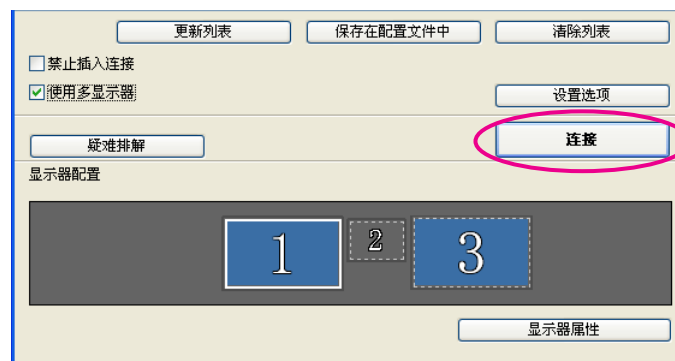 更新列表 保存在配置文件中 清除列表
禁止插入连接
使用多显示器 设置选项
疑难排解 连接
显示器配置
1 2 3
显示器属性